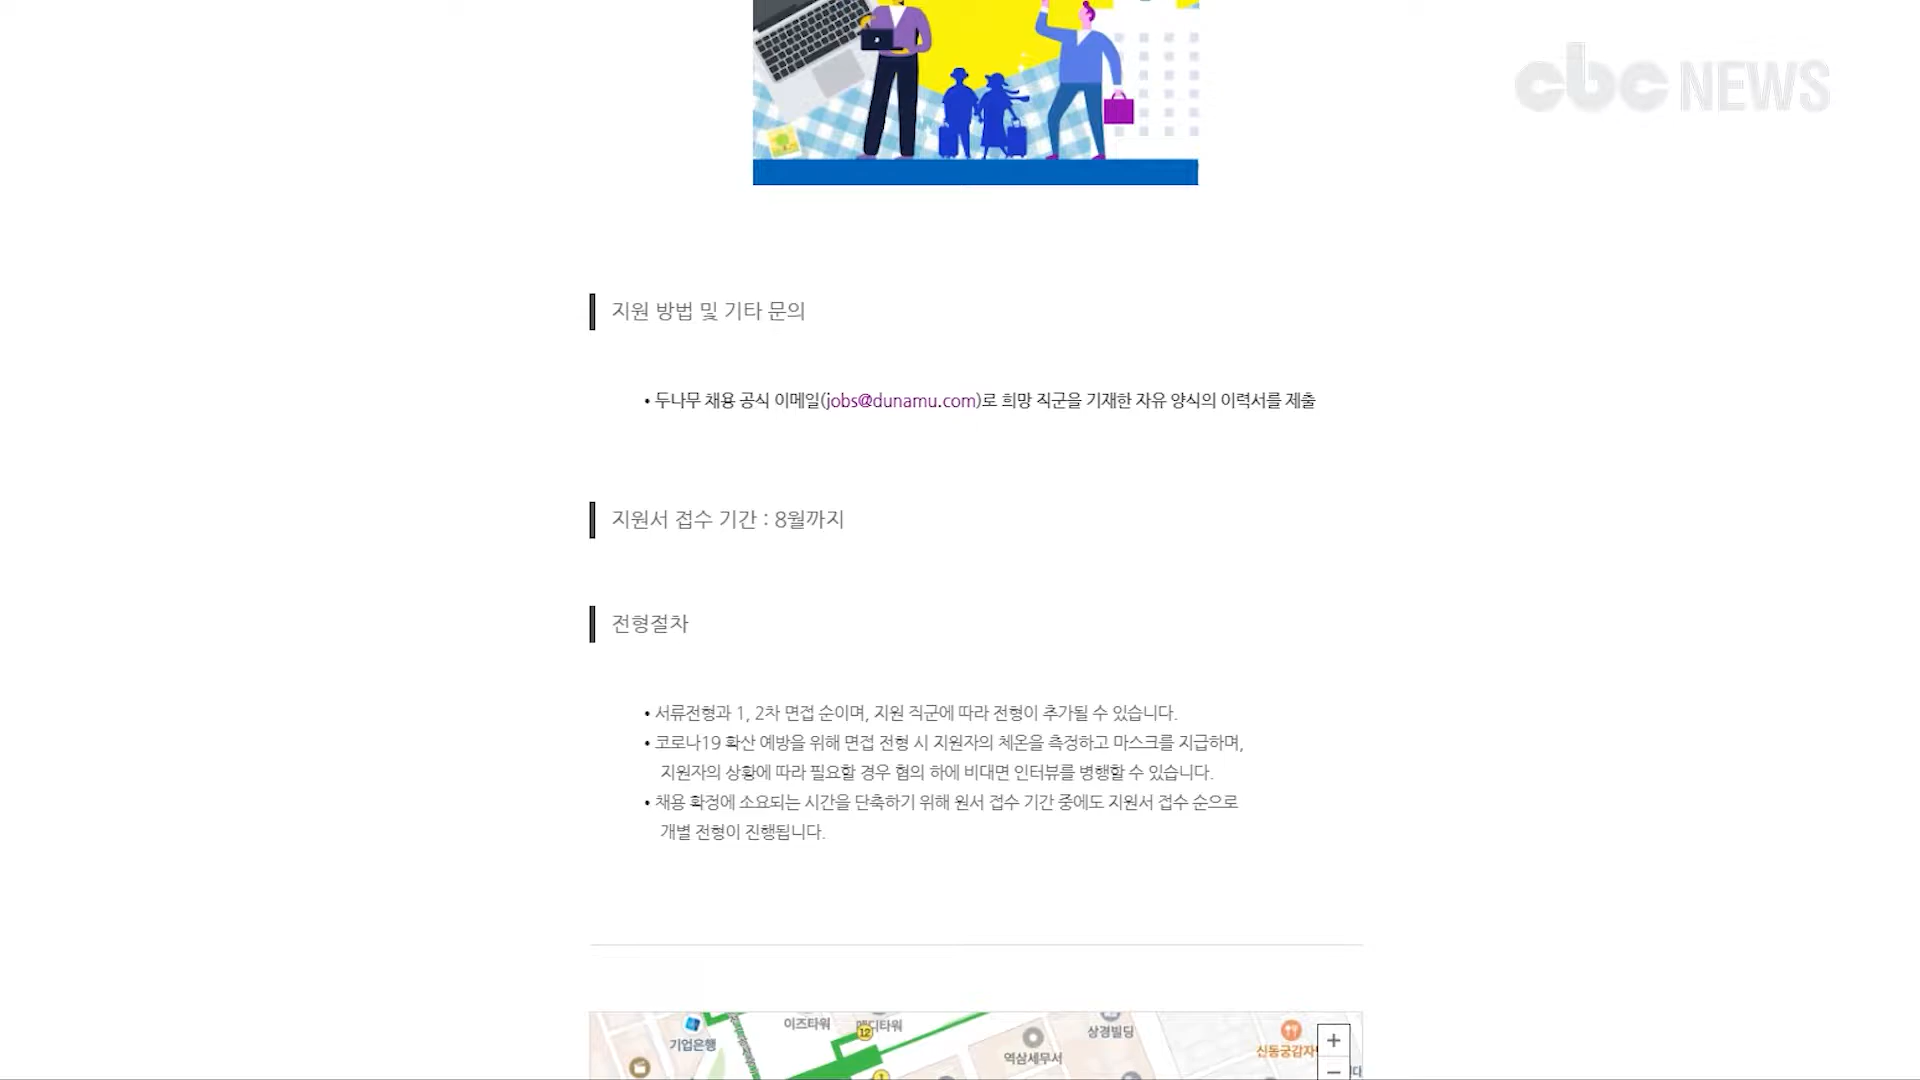 cbc NEWS
지원 방법 및 기타 문의
• 두나무 채용 공식 이메일(jobs@dunamu.com)로 희망 직군을 기재한 자유 양식의 이력서를 제출
지원서 접수 기간 : 8월까지
전형절차
• 서류전형과 1, 2차 면접 순이며, 지원 직군에 따라 전형이 추가될 수 있습니다.
• 코로나19 확산 예방을 위해 면접 전형 시 지원자의 체온을 측정하고 마스크를 지급하며,
지원자의 상황에 따라 필요할 경우 협의 하에 비대면 인터뷰를 병행할 수 있습니다.
• 채용 확정에 소요되는 시간을 단축하기 위해 원서 접수 기간 중에도 지원서 접수 순으로
개별 전형이 진행됩니다.
이즈타워
12
상경빌딩
기업은행
역삼세무서
+
1
−